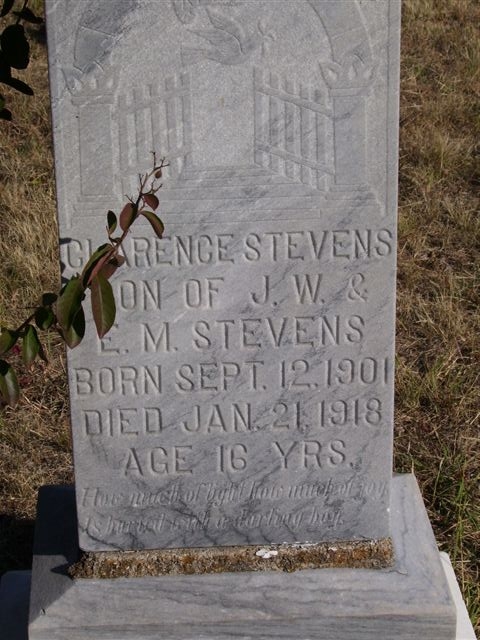 CLARENCE STEVENS
SON OF J. W. &
E. M. STEVENS
BORN SEPT. 12, 1901
DIED JAN. 21, 1918
AGE 16 YRS.
How much of light how much of joy
Is buried with a darling boy.